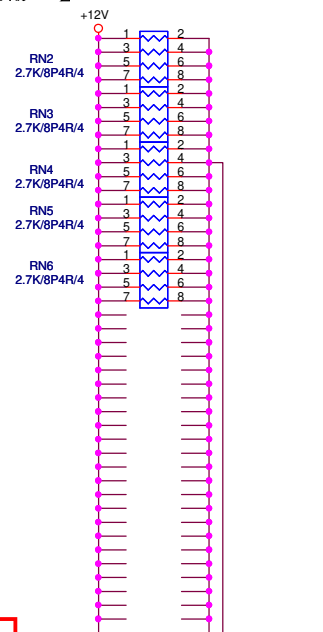 +12V
1 2
RN2 3 4
2.7K/8P4R/4 5 6
7 8
1 2
RN3 3 4
2.7K/8P4R/4 5 6
7 8
1 2
RN4 3 4
2.7K/8P4R/4 5 6
7 8
1 2
RN5 3 4
2.7K/8P4R/4 5 6
7 8
1 2
RN6 3 4
2.7K/8P4R/4 5 6
7 8